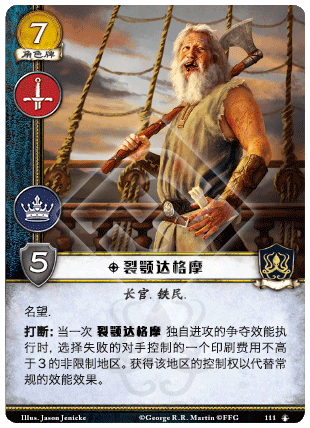 7
角色牌
5
裂颚达格摩
长官. 铁民.
名望.
打断: 当一次 裂颚达格摩 独自进攻的争夺效能执
行时, 选择失败的对手控制的一个印刷费用不高
于3的非限制地区。获得该地区的控制权以代替常
规的效能效果。
Illus. Jason Jenicke ©George R.R. Martin ©FFG 111